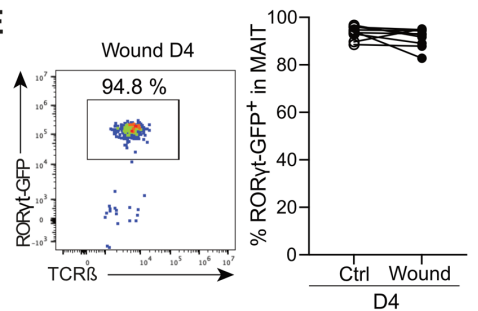 E
Wound D4
94.8 %
RORγt-GFP
10⁷
10⁶
10⁵
10⁴
10³
0
-10³
0 10⁴ 10⁵ 10⁶ 10⁷
TCRß
% RORγt-GFP⁺ in MAIT
100
80
60
40
20
0
Ctrl Wound
D4